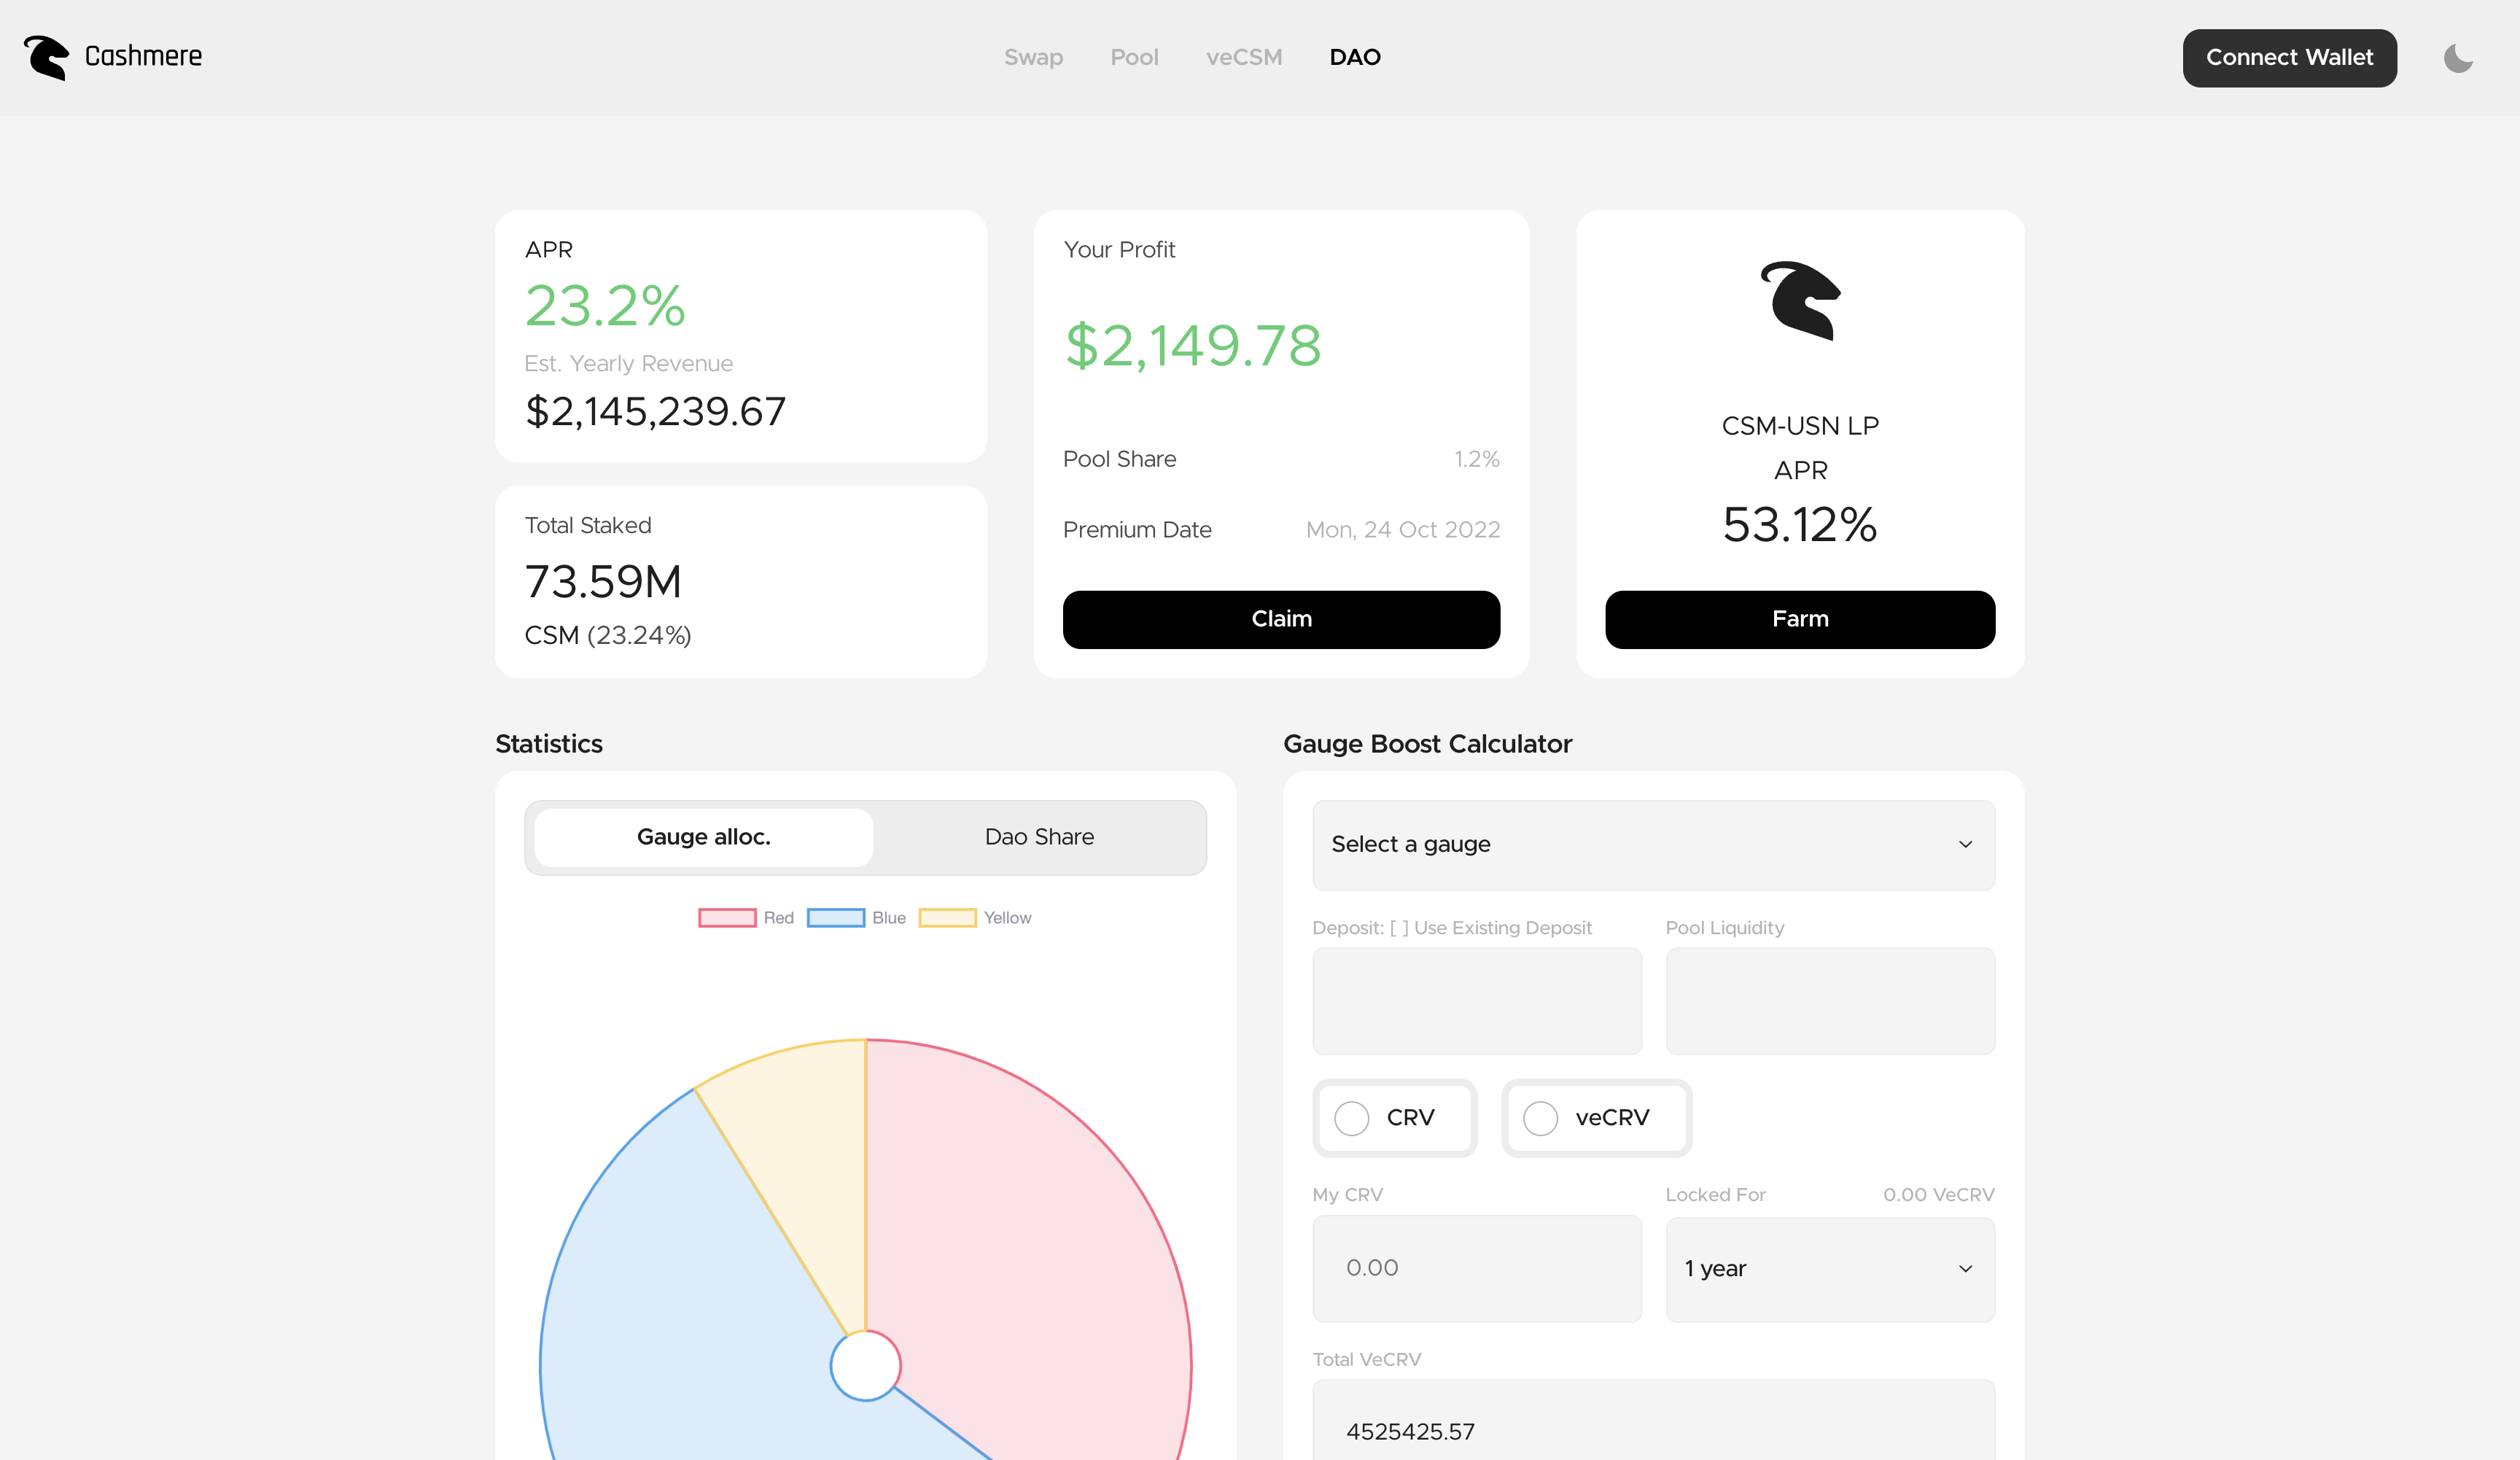 Cashmere
Swap Pool veCSM DAO
Connect Wallet
APR
23.2%
Est. Yearly Revenue
$2,145,239.67
Total Staked
73.59M
CSM (23.24%)
Your Profit
$2,149.78
Pool Share 1.2%
Premium Date Mon, 24 Oct 2022
Claim
CSM-USN LP
APR
53.12%
Farm
Statistics
Gauge alloc. Dao Share
Red Blue Yellow
Gauge Boost Calculator
Select a gauge
Deposit: [ ] Use Existing Deposit Pool Liquidity
CRV veCRV
My CRV Locked For 0.00 VeCRV
0.00 1 year
Total VeCRV
4525425.57